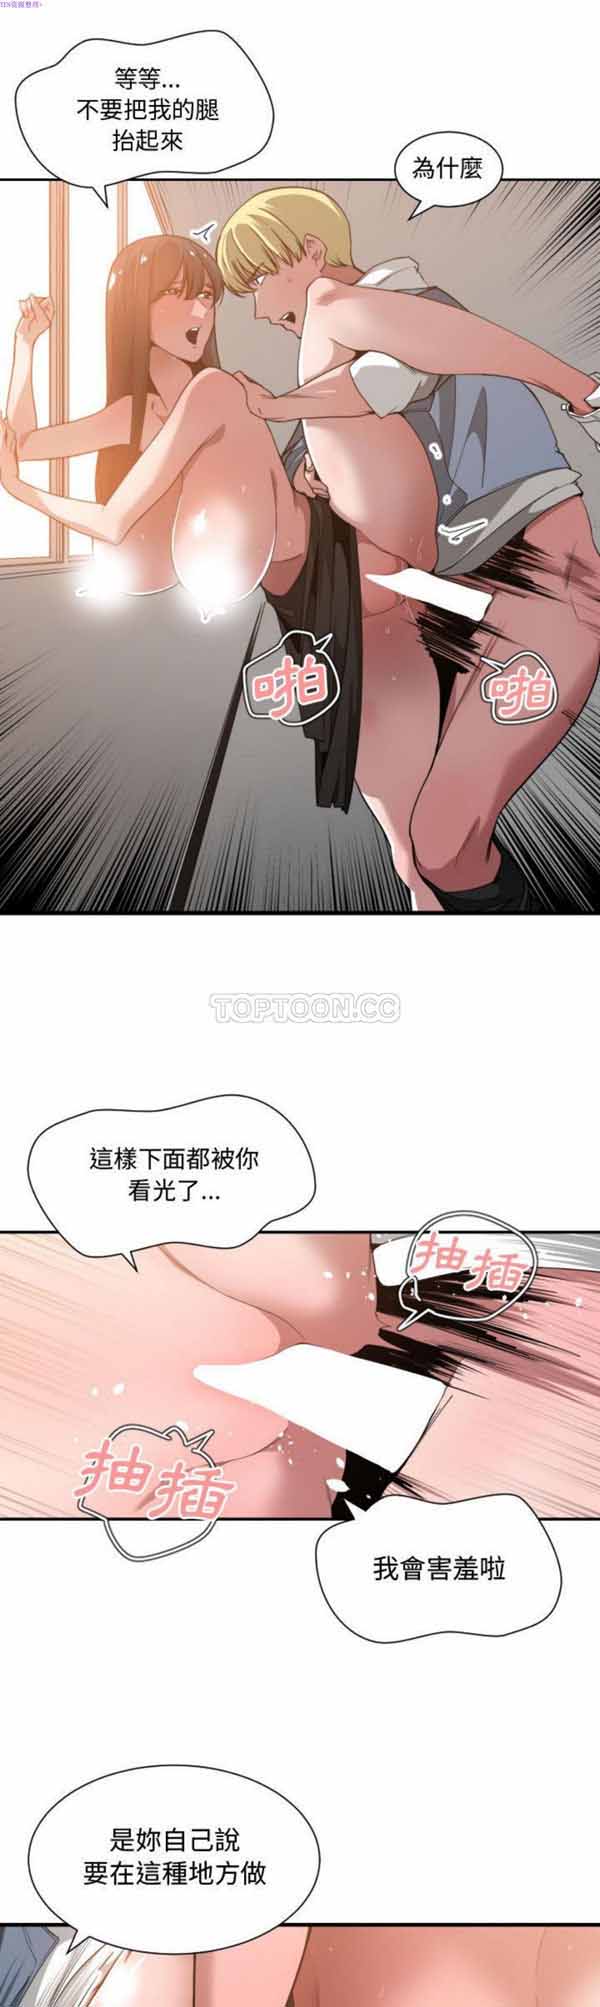 等等...
不要把我的腿
抬起來
為什麼
啪
啪
TOPTOON.CC
這樣下面都被你
看光了...
抽插
抽插
我會害羞啦
是妳自己說
要在這種地方做